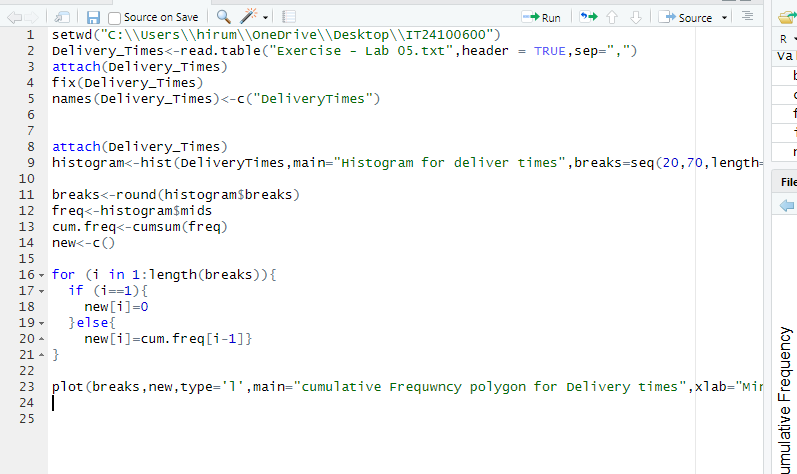 Source on Save
Run
Source
1 setwd("C:\\Users\\hirum\\OneDrive\\Desktop\\IT24100600")
2 Delivery_Times<-read.table("Exercise - Lab 05.txt",header = TRUE,sep=",")
3 attach(Delivery_Times)
4 fix(Delivery_Times)
5 names(Delivery_Times)<-c("DeliveryTimes")
6
7
8 attach(Delivery_Times)
9 histogram<-hist(DeliveryTimes,main="Histogram for deliver times",breaks=seq(20,70,length=
10
11 breaks<-round(histogram$breaks)
12 freq<-histogram$mids
13 cum.freq<-cumsum(freq)
14 new<-c()
15
16 for (i in 1:length(breaks)){
17 if (i==1){
18 new[i]=0
19 }else{
20 new[i]=cum.freq[i-1]}
21 }
22
23 plot(breaks,new,type='l',main="cumulative Frequwncy polygon for Delivery times",xlab="Min
24
25
R
Val
File
umulative Frequency